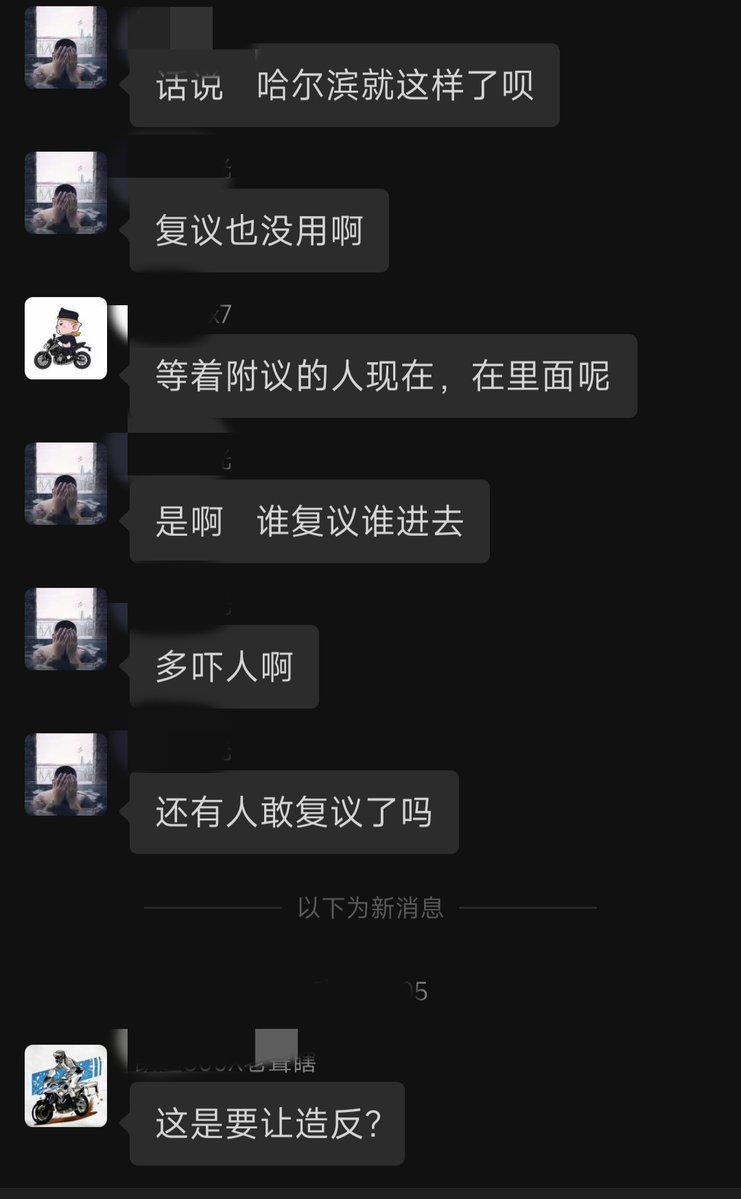 话说 哈尔滨就这样了呗
复议也没用啊
x7
等着附议的人现在，在里面呢
是啊 谁复议谁进去
多吓人啊
还有人敢复议了吗
以下为新消息
05
老聋瞎
这是要让造反？